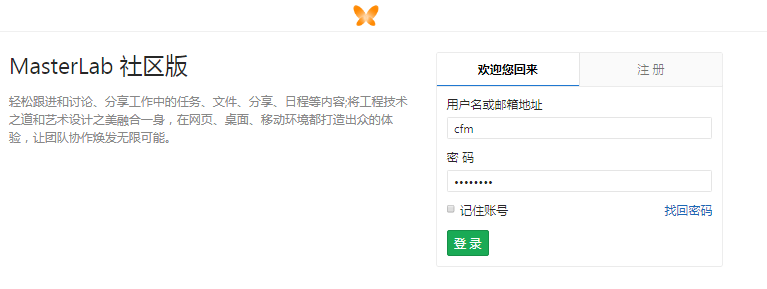 MasterLab 社区版
轻松跟进和讨论、分享工作中的任务、文件、分享、日程等内容;将工程技术
之道和艺术设计之美融合一身，在网页、桌面、移动环境都打造出众的体
验，让团队协作焕发无限可能。
欢迎您回来
注 册
用户名或邮箱地址
cfm
密 码
••••••••
记住账号
找回密码
登 录